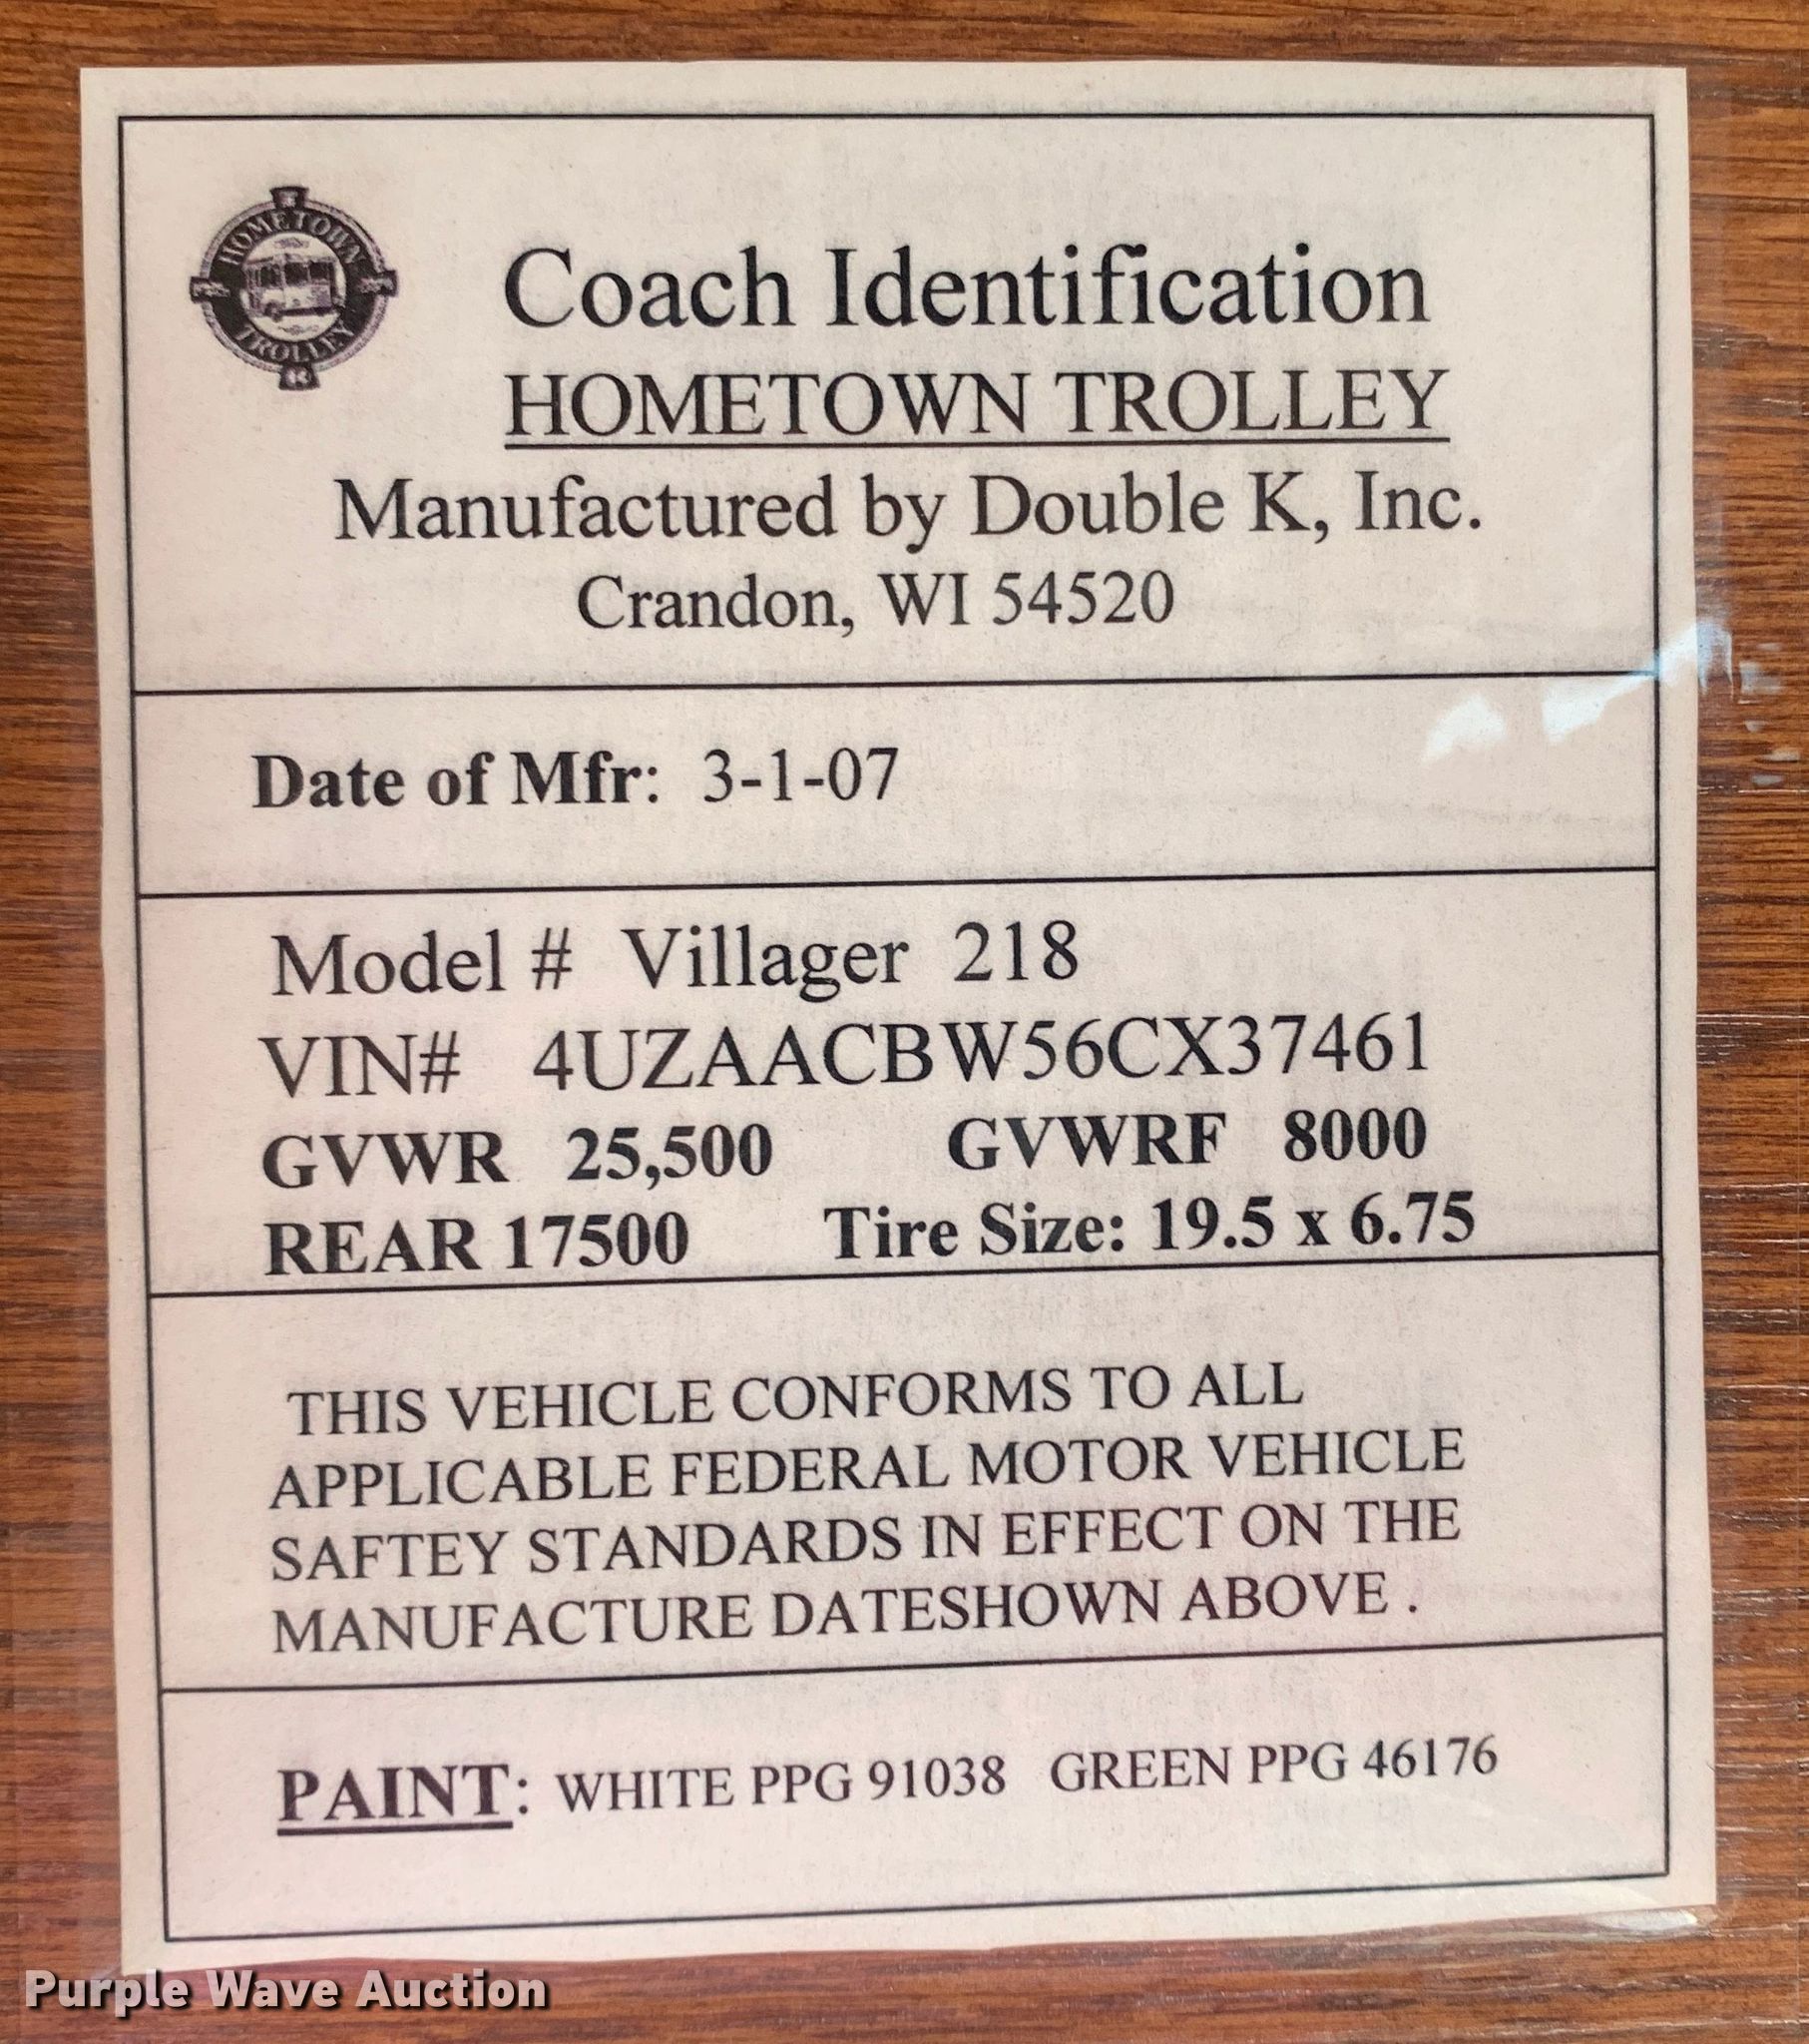 HOMETOWN
TROLLEY
Coach Identification
HOMETOWN TROLLEY
Manufactured by Double K, Inc.
Crandon, WI 54520
Date of Mfr: 3-1-07
Model # Villager 218
VIN# 4UZAACBW56CX37461
GVWR 25,500 GVWRF 8000
REAR 17500 Tire Size: 19.5 x 6.75
THIS VEHICLE CONFORMS TO ALL
APPLICABLE FEDERAL MOTOR VEHICLE
SAFTEY STANDARDS IN EFFECT ON THE
MANUFACTURE DATESHOWN ABOVE .
PAINT: WHITE PPG 91038 GREEN PPG 46176
Purple Wave Auction